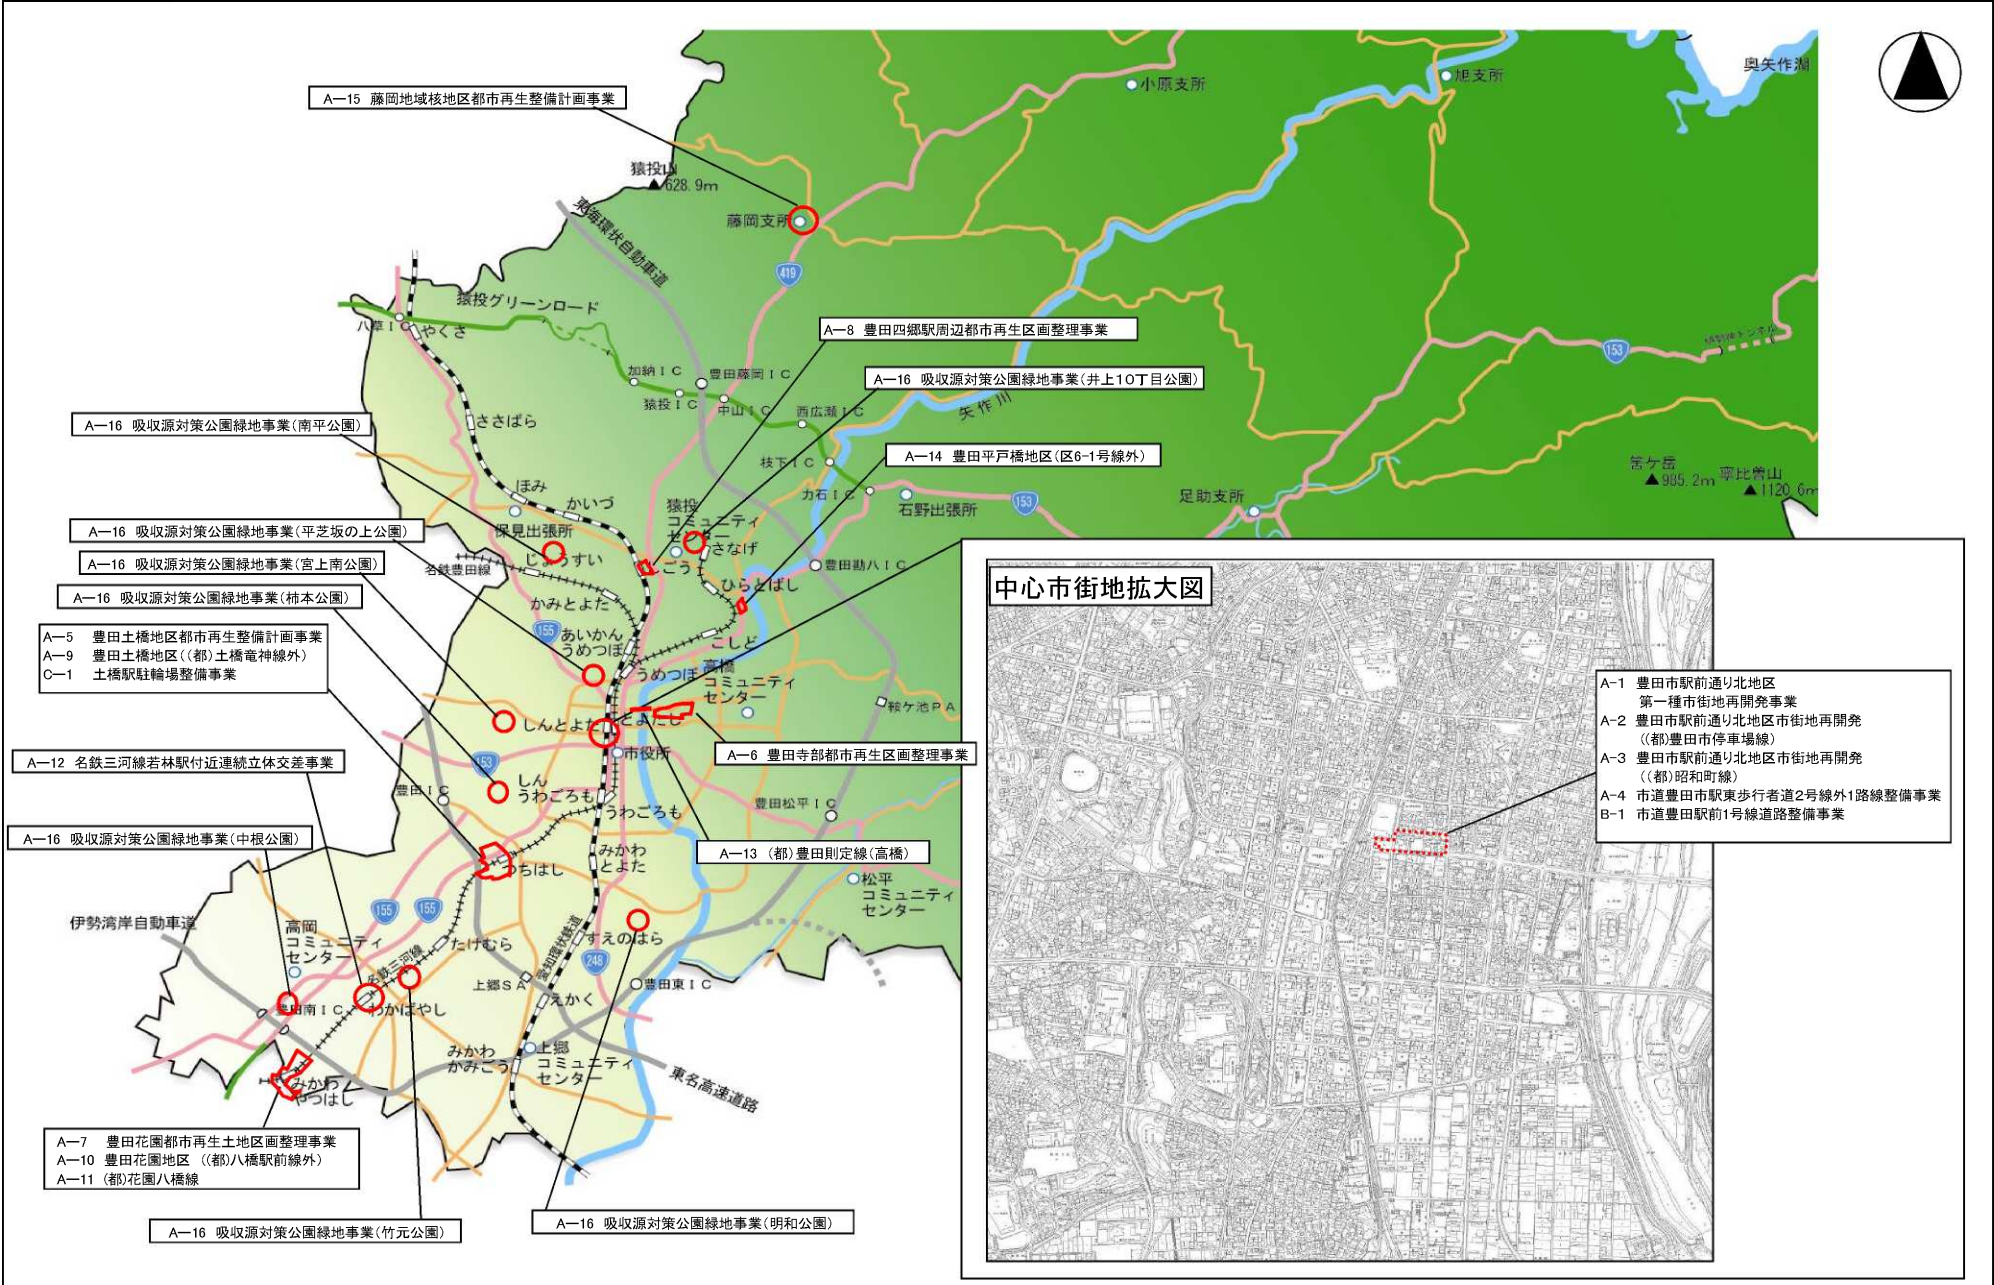 A―15 藤岡地域核地区都市再生整備計画事業
小原支所
旭支所
奥矢作湖
猿投山
▲628.9m
藤岡支所
東海環状自動車道
419
猿投グリーンロード
八草IC
やくさ
A―8 豊田四郷駅周辺都市再生区画整理事業
153
加納IC
豊田藤岡IC
猿投IC
中山IC
西広瀬IC
A―16 吸収源対策公園緑地事業(井上10丁目公園)
矢作川
A―16 吸収源対策公園緑地事業(南平公園)
ささばら
枝下IC
A―14 豊田平戸橋地区(区6-1号線外)
筈ケ岳
▲985.2m
寧比曽山
▲1120.6m
ほみ
かいづ
力石IC
石野出張所
153
足助支所
猿投
コミュニティ
センター
保見出張所
A―16 吸収源対策公園緑地事業(平芝坂の上公園)
さなげ
じょうすい
名鉄豊田線
しごう
豊田勘八IC
A―16 吸収源対策公園緑地事業(宮上南公園)
ひらとばし
A―16 吸収源対策公園緑地事業(柿本公園)
かみとよた
155
あいかん
うめつぼ
こしど
A―5 豊田土橋地区都市再生整備計画事業
A―9 豊田土橋地区((都)土橋竜神線外)
C―1 土橋駅駐輪場整備事業
うめつぼ
高橋
コミュニティ
センター
鞍ケ池PA
しんとよた
とよたし
市役所
A―6 豊田寺部都市再生区画整理事業
A―12 名鉄三河線若林駅付近連続立体交差事業
153
豊田IC
しん
うわごろも
うわごろも
豊田松平IC
A―16 吸収源対策公園緑地事業(中根公園)
A―13 (都)豊田則定線(高橋)
つちはし
みかわ
とよた
松平
コミュニティ
センター
155
155
伊勢湾岸自動車道
高岡
コミュニティ
センター
たけむら
名鉄三河線
愛知環状鉄道
すえのはら
248
上郷SA
豊田東IC
えかく
豊田南IC
わかばやし
みかわ
かみごう
上郷
コミュニティ
センター
東名高速道路
みかわ
やつはし
A―7 豊田花園都市再生土地区画整理事業
A―10 豊田花園地区 ((都)八橋駅前線外)
A―11 (都)花園八橋線
A―16 吸収源対策公園緑地事業(竹元公園)
A―16 吸収源対策公園緑地事業(明和公園)
中心市街地拡大図
A-1 豊田市駅前通り北地区
第一種市街地再開発事業
A-2 豊田市駅前通り北地区市街地再開発
((都)豊田市停車場線)
A-3 豊田市駅前通り北地区市街地再開発
((都)昭和町線)
A-4 市道豊田市駅東歩行者道2号線外1路線整備事業
B-1 市道豊田駅前1号線道路整備事業